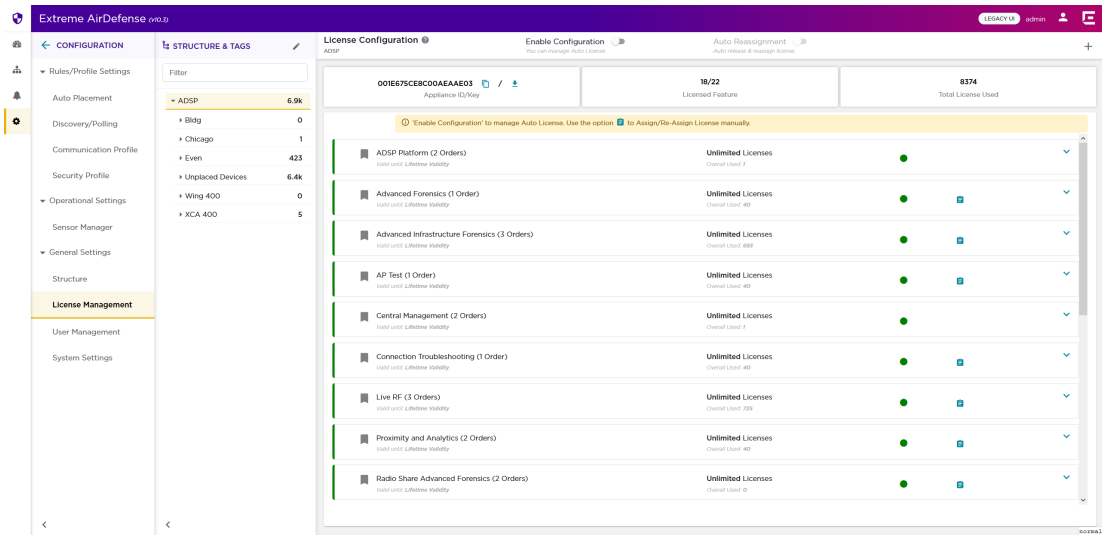 Extreme AirDefense (v10.3)
LEGACY UI admin
CONFIGURATION
Rules/Profile Settings
Auto Placement
Discovery/Polling
Communication Profile
Security Profile
Operational Settings
Sensor Manager
General Settings
Structure
License Management
User Management
System Settings
STRUCTURE & TAGS
Filter
ADSP 6.9k
Bldg 0
Chicago 1
Even 423
Unplaced Devices 6.4k
Wing 400 0
XCA 400 5
License Configuration
ADSP
Enable Configuration
You can manage Auto License.
Auto Reassignment
Auto release & reassign license.
001E675CE8C00AEAAE03 /
Appliance ID/Key
18/22
Licensed Feature
8374
Total License Used
'Enable Configuration' to manage Auto License. Use the option to Assign/Re-Assign License manually.
ADSP Platform (2 Orders) Unlimited Licenses
Valid until: Lifetime Validity Overall Used: 1
Advanced Forensics (1 Order) Unlimited Licenses
Valid until: Lifetime Validity Overall Used: 40
Advanced Infrastructure Forensics (3 Orders) Unlimited Licenses
Valid until: Lifetime Validity Overall Used: 685
AP Test (1 Order) Unlimited Licenses
Valid until: Lifetime Validity Overall Used: 40
Central Management (2 Orders) Unlimited Licenses
Valid until: Lifetime Validity Overall Used: 1
Connection Troubleshooting (1 Order) Unlimited Licenses
Valid until: Lifetime Validity Overall Used: 40
Live RF (3 Orders) Unlimited Licenses
Valid until: Lifetime Validity Overall Used: 725
Proximity and Analytics (2 Orders) Unlimited Licenses
Valid until: Lifetime Validity Overall Used: 40
Radio Share Advanced Forensics (2 Orders) Unlimited Licenses
Valid until: Lifetime Validity Overall Used: 0
normal